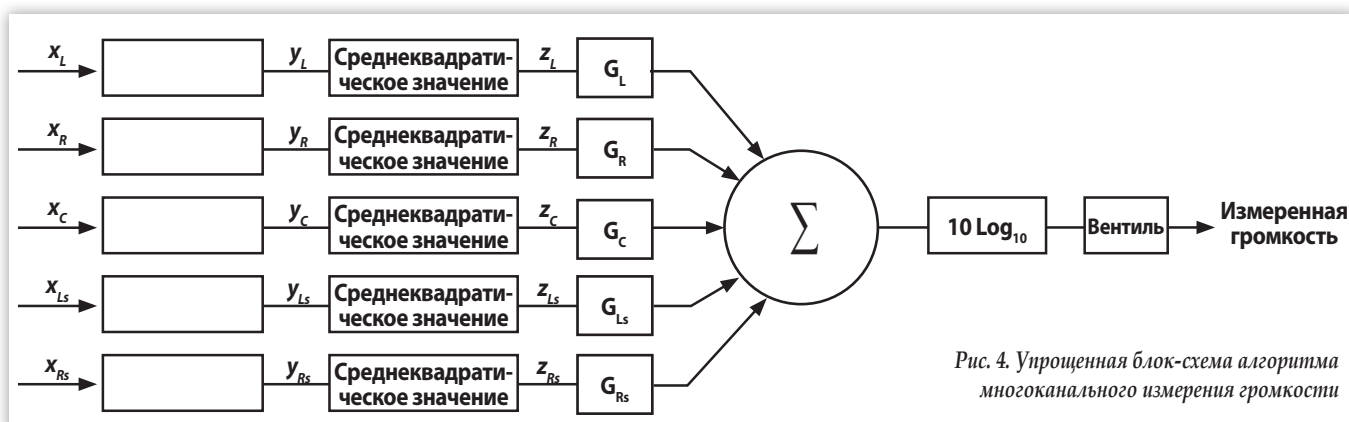 x_L y_L Среднеквадрати-
ческое значение z_L G_L
x_R y_R Среднеквадрати-
ческое значение z_R G_R
x_C y_C Среднеквадрати-
ческое значение z_C G_C
x_Ls y_Ls Среднеквадрати-
ческое значение z_Ls G_Ls
x_Rs y_Rs Среднеквадрати-
ческое значение z_Rs G_Rs
∑
10 Log₁₀
Вентиль
Измеренная
громкость
Рис. 4. Упрощенная блок-схема алгоритма
многоканального измерения громкости